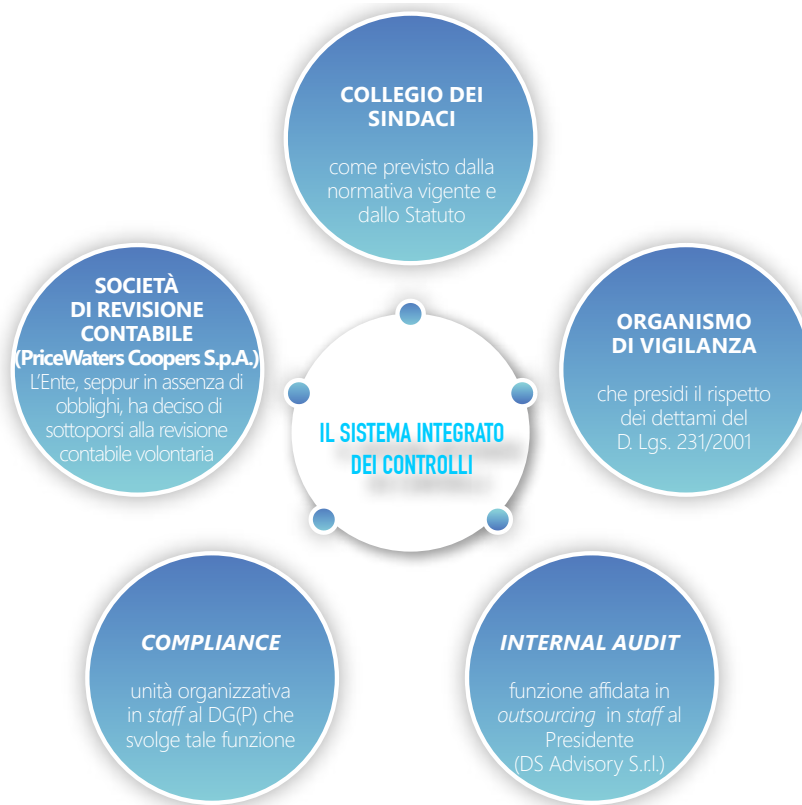 COLLEGIO DEI
SINDACI
come previsto dalla
normativa vigente e
dallo Statuto
SOCIETÀ
DI REVISIONE
CONTABILE
(PriceWaters Coopers S.p.A.)
L'Ente, seppur in assenza di
obblighi, ha deciso di
sottoporsi alla revisione
contabile volontaria
ORGANISMO
DI VIGILANZA
che presidi il rispetto
dei dettami del
D. Lgs. 231/2001
IL SISTEMA INTEGRATO
DEI CONTROLLI
COMPLIANCE
unità organizzativa
in staff al DG(P) che
svolge tale funzione
INTERNAL AUDIT
funzione affidata in
outsourcing in staff al
Presidente
(DS Advisory S.r.l.)